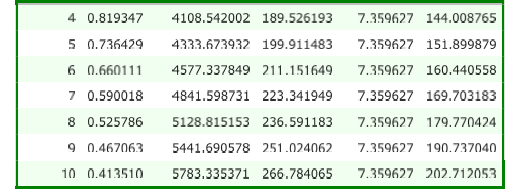 4 0.819347 4108.542002 189.526193 7.359627 144.008765
5 0.736429 4333.673932 199.911483 7.359627 151.899879
6 0.660111 4577.337849 211.151649 7.359627 160.440558
7 0.590018 4841.598731 223.341949 7.359627 169.703183
8 0.525786 5128.815153 236.591183 7.359627 179.770424
9 0.467063 5441.690578 251.024062 7.359627 190.737040
10 0.413510 5783.335371 266.784065 7.359627 202.712053